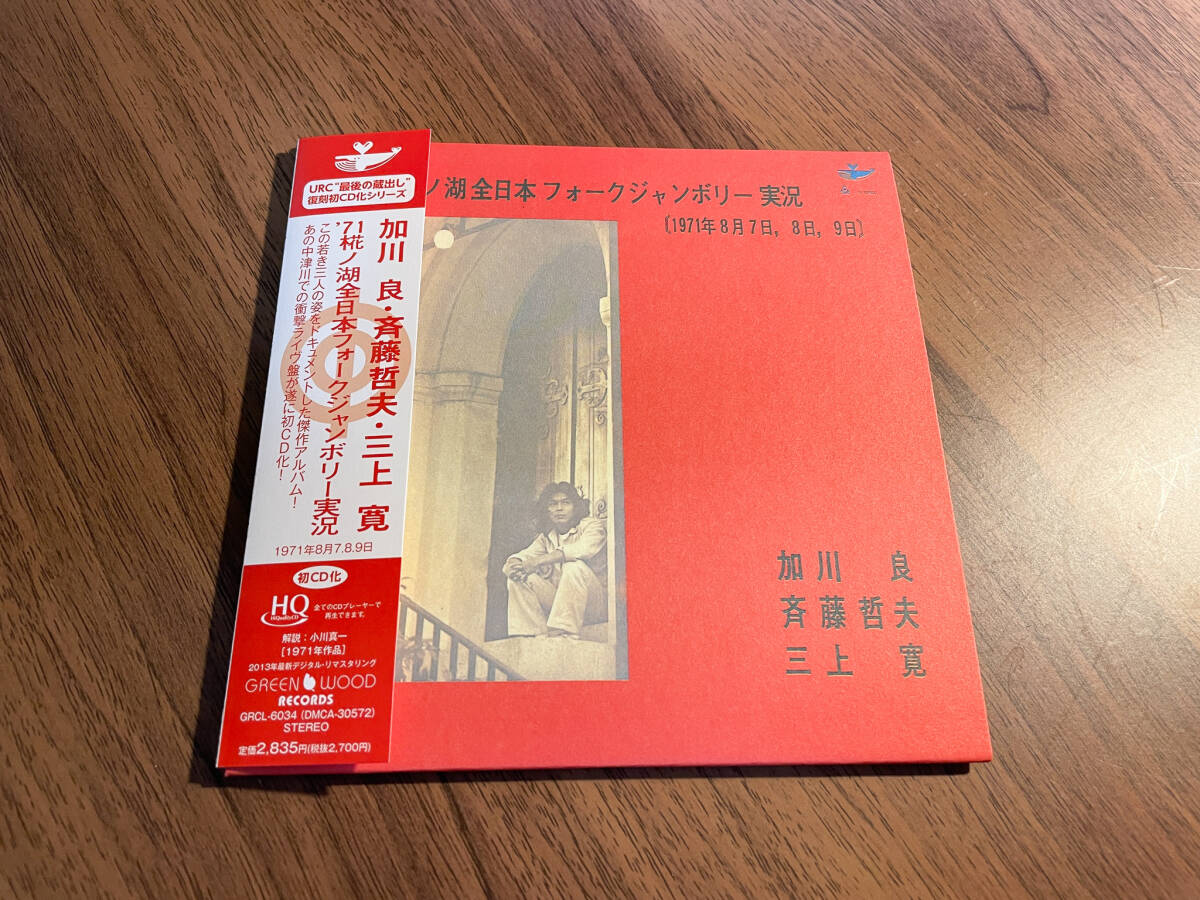 URC“最後の蔵出し”
復刻初CD化シリーズ
加川 良・斉藤哲夫・三上 寛
'71椛ノ湖全日本フォークジャンボリー実況
この若き三人の姿をドキュメントした傑作アルバム!
あの中津川での衝撃ライヴ盤が遂に初CD化!
1971年8月7.8.9日
初CD化
HQ
HiQualityCD
全てのCDプレーヤーで
再生できます。
解説:小川真一
[1971年作品]
2013年最新デジタル・リマスタリング
GREEN WOOD
RECORDS
GRCL-6034 (DMCA-30572)
STEREO
定価2,835円(税抜2,700円)
ノ湖 全日本 フォークジャンボリー 実況
〔1971年8月7日, 8日, 9日〕
加川 良
斉藤哲夫
三上 寛